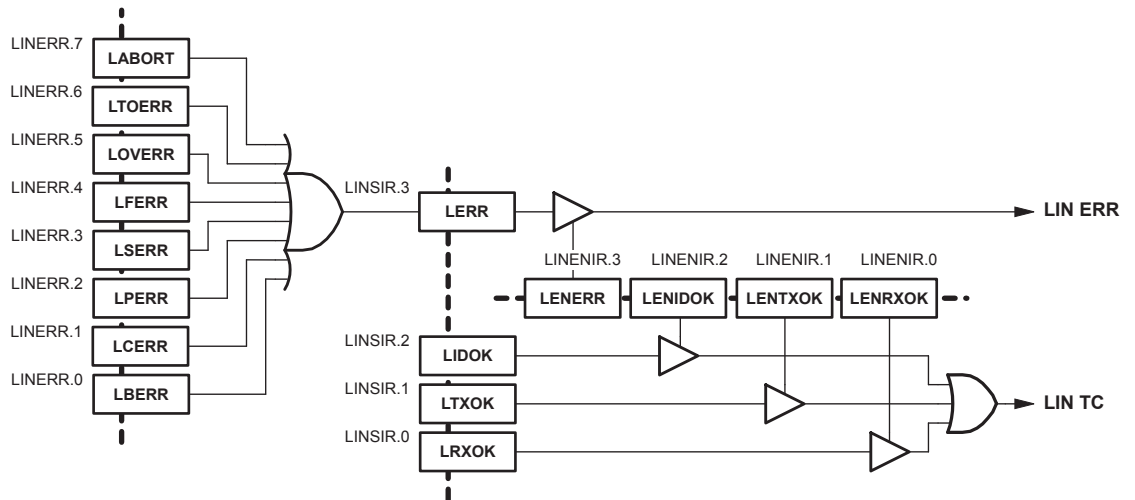 LINERR.7
LABORT
LINERR.6
LTOERR
LINERR.5
LOVERR
LINERR.4
LFERR
LINERR.3
LSERR
LINERR.2
LPERR
LINERR.1
LCERR
LINERR.0
LBERR
LINSIR.3
LERR
LIN ERR
LINENIR.3 LINENIR.2 LINENIR.1 LINENIR.0
LENERR LENIDOK LENTXOK LENRXOK
LINSIR.2
LIDOK
LINSIR.1
LTXOK
LIN TC
LINSIR.0
LRXOK